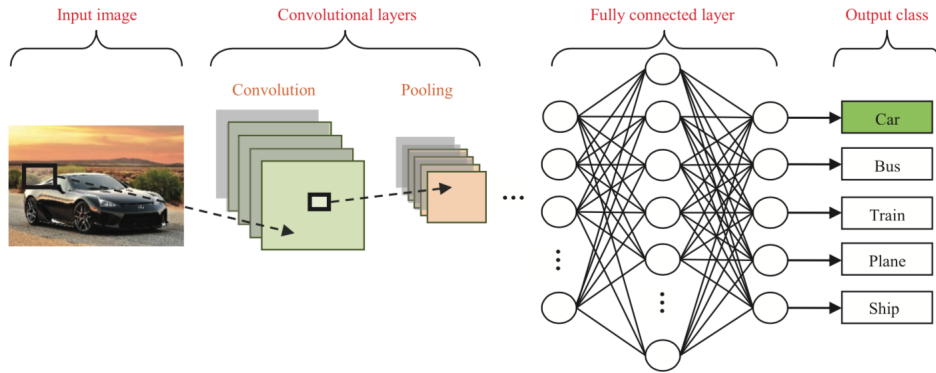 Input image
Convolutional layers
Fully connected layer
Output class
Convolution
Pooling
Car
Bus
Train
Plane
Ship